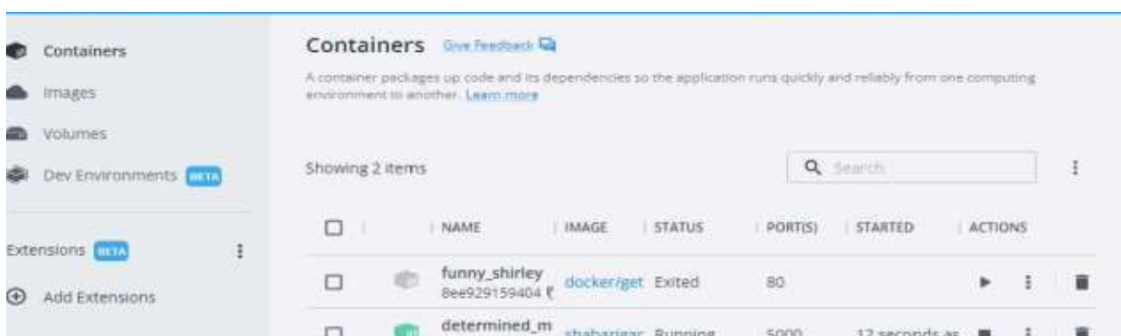 Containers
Images
Volumes
Dev Environments BETA
Extensions BETA
Add Extensions
Containers Give Feedback
A container packages up code and its dependencies so the application runs quickly and reliably from one computing
environment to another. Learn more
Showing 2 items
Search
NAME IMAGE STATUS PORT(S) STARTED ACTIONS
funny_shirley docker/get Exited 80
8ee929159404
determined_m shabarigar Running 5000 12 seconds ag